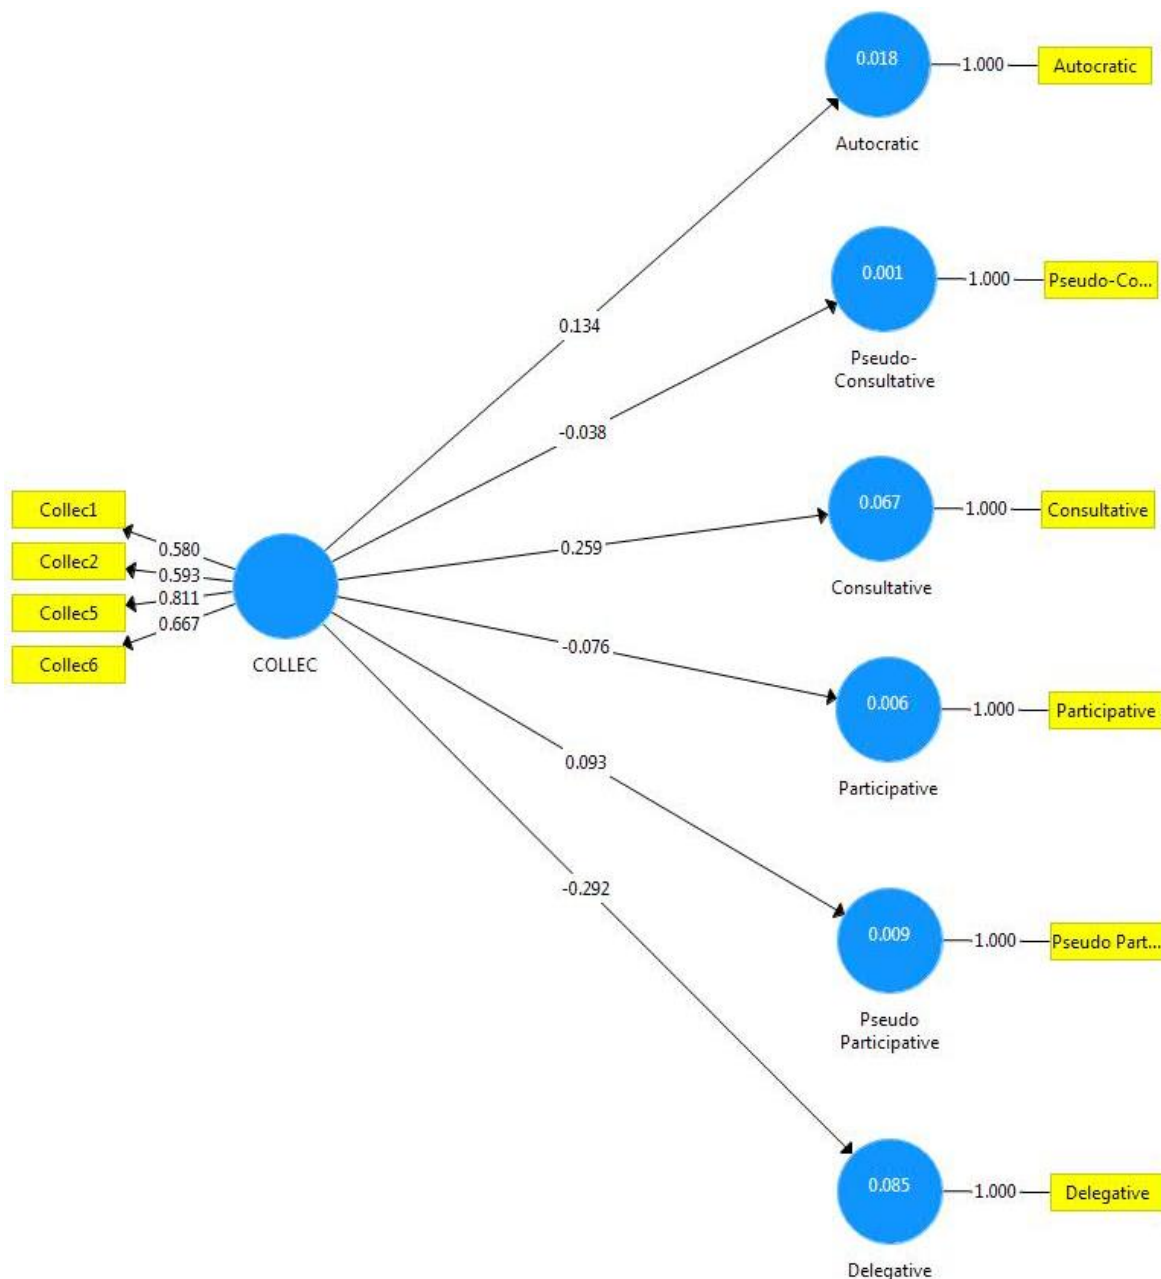 0.018
1.000
Autocratic
Autocratic
0.134
0.001
1.000
Pseudo-Co...
Pseudo-
Consultative
-0.038
0.067
1.000
Consultative
Consultative
0.259
Collec1
0.580
Collec2
0.593
Collec5
0.811
Collec6
0.667
COLLEC
-0.076
0.006
1.000
Participative
Participative
0.093
0.009
1.000
Pseudo Part...
Pseudo
Participative
-0.292
0.085
1.000
Delegative
Delegative